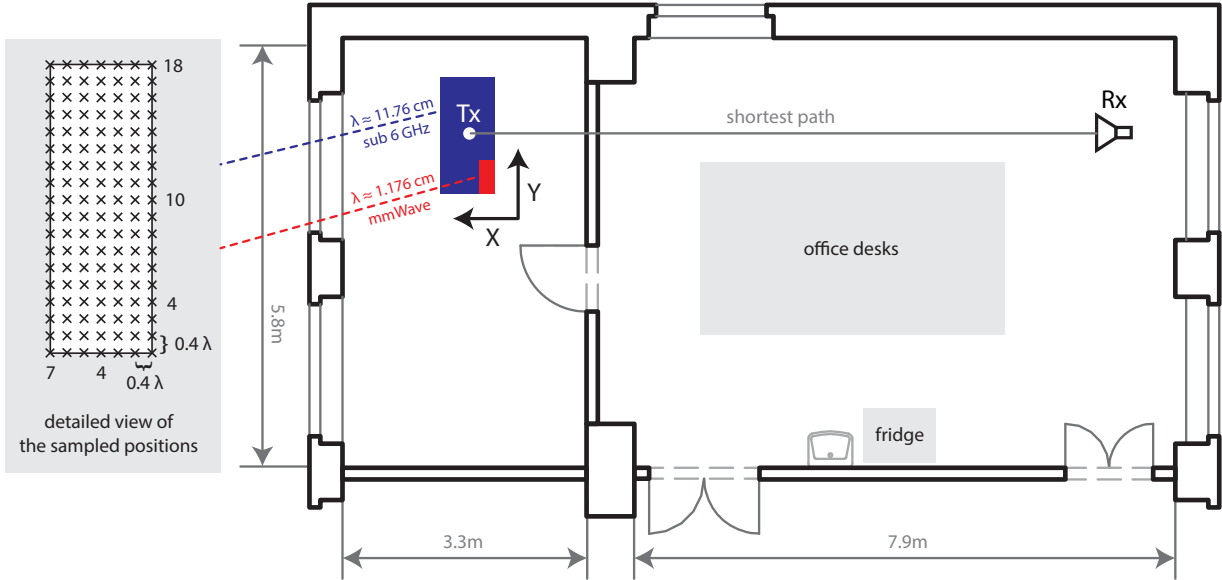 18
10
4
} 0.4 λ
7
4
0.4 λ
detailed view of
the sampled positions
λ ≈ 11.76 cm
sub 6 GHz
λ ≈ 1.176 cm
mmWave
Tx
Y
X
shortest path
Rx
office desks
5.8m
fridge
3.3m
7.9m